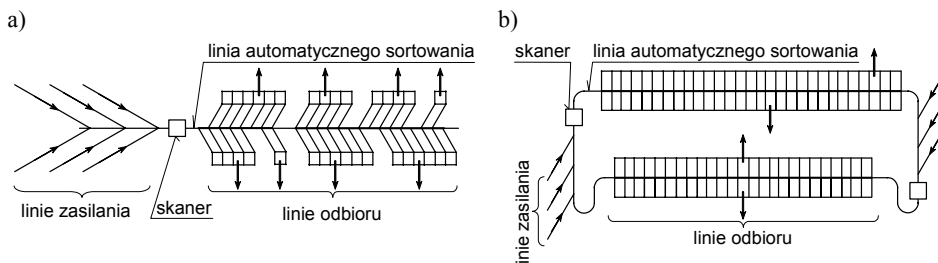 a)
linia automatycznego sortowania
linie zasilania
skaner
linie odbioru
b)
skaner
linia automatycznego sortowania
linie zasilania
linie odbioru